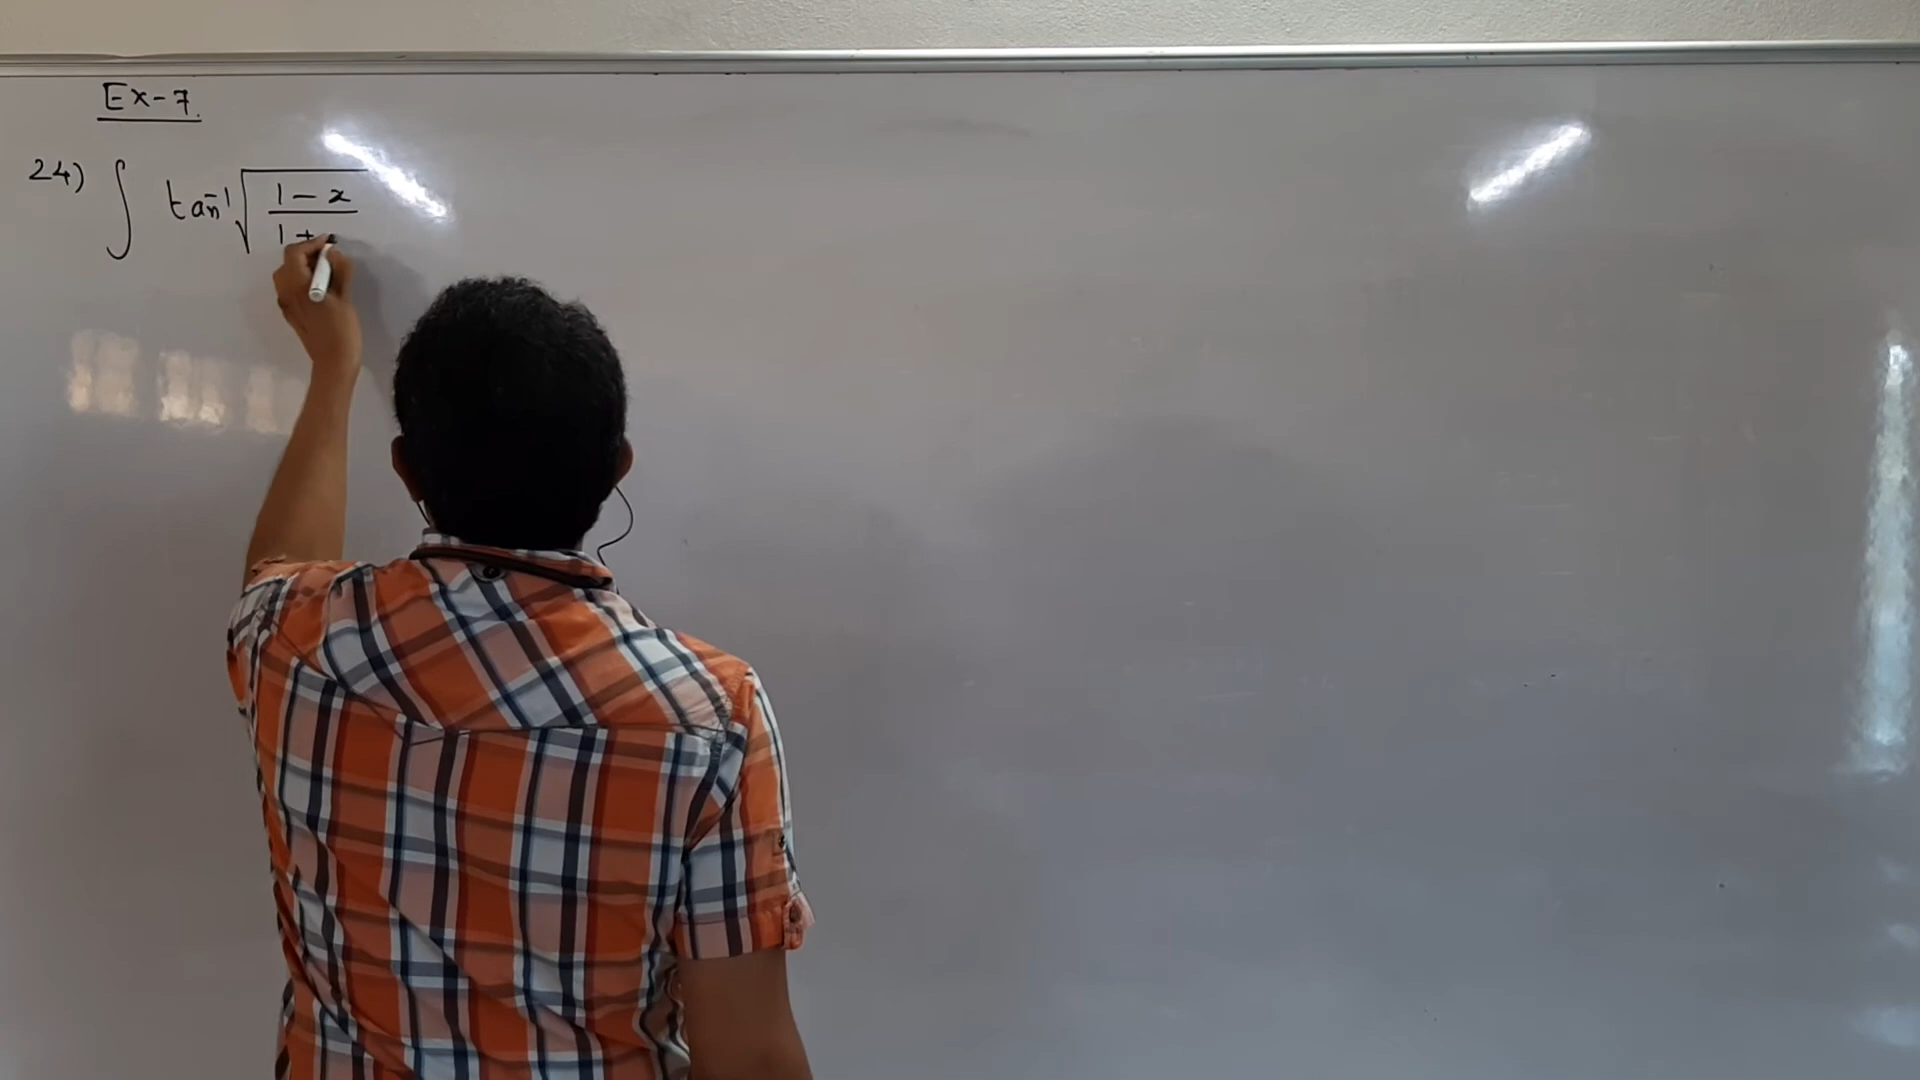 Ex-7.
24) ∫ tan⁻¹ √((1 - x)/(1 +